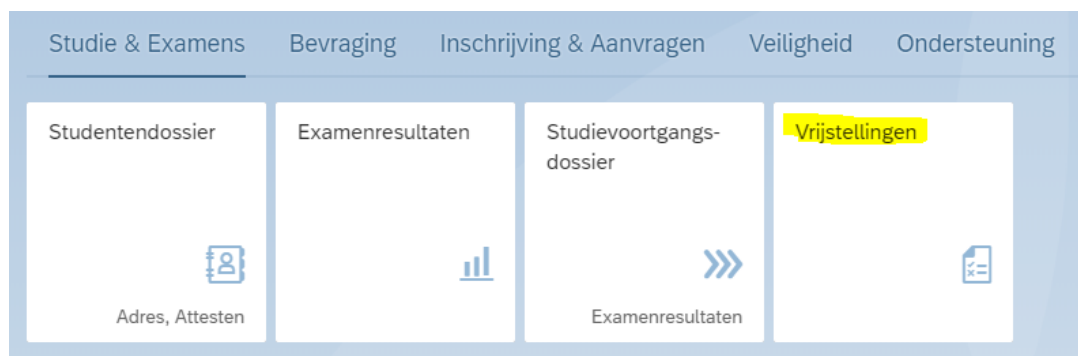 Studie & Examens Bevraging Inschrijving & Aanvragen Veiligheid Ondersteuning
Studentendossier
Adres, Attesten
Examenresultaten
Studievoortgangs-
dossier
Examenresultaten
Vrijstellingen